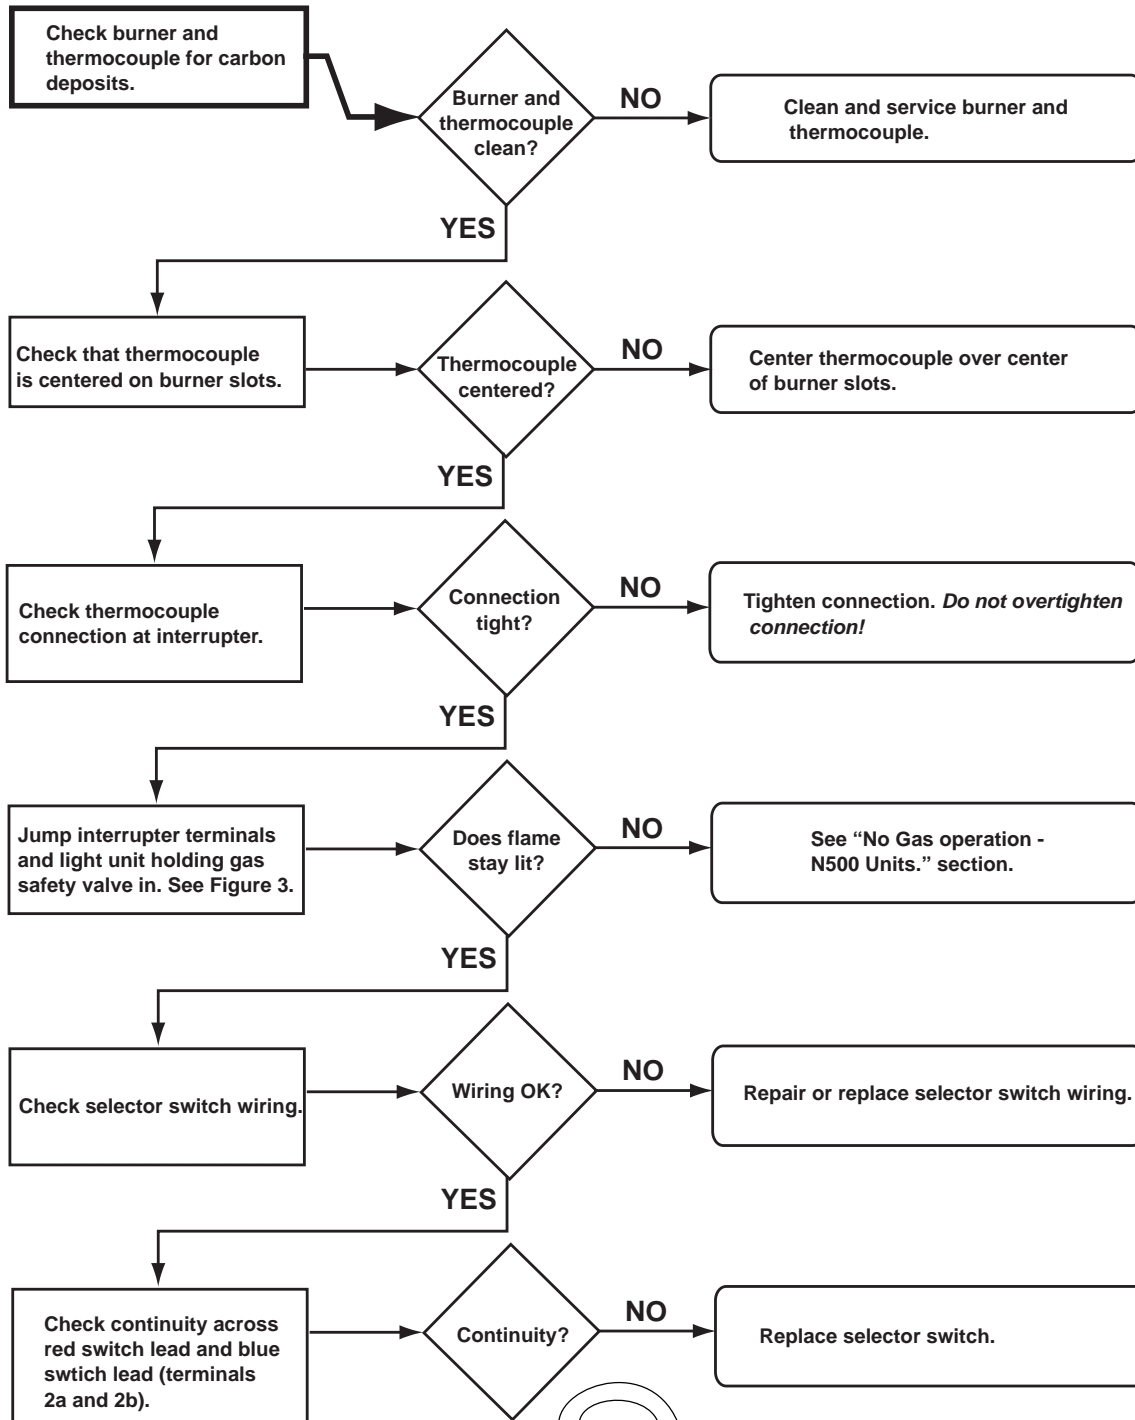 Check burner and
thermocouple for carbon
deposits.
Burner and
thermocouple
clean?
NO
Clean and service burner and
thermocouple.
YES
Check that thermocouple
is centered on burner slots.
Thermocouple
centered?
NO
Center thermocouple over center
of burner slots.
YES
Check thermocouple
connection at interrupter.
Connection
tight?
NO
Tighten connection. Do not overtighten
connection!
YES
Jump interrupter terminals
and light unit holding gas
safety valve in. See Figure 3.
Does flame
stay lit?
NO
See “No Gas operation -
N500 Units.” section.
YES
Check selector switch wiring.
Wiring OK?
NO
Repair or replace selector switch wiring.
YES
Check continuity across
red switch lead and blue
swtich lead (terminals
2a and 2b).
Continuity?
NO
Replace selector switch.